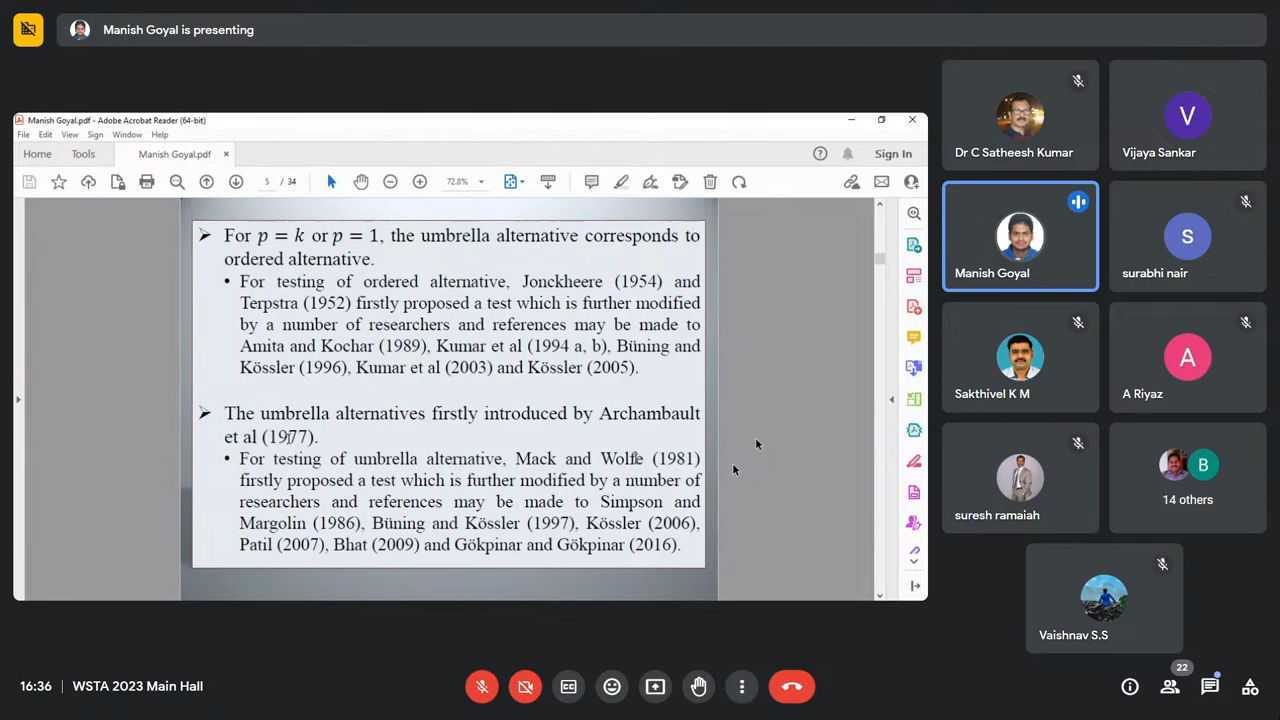 Manish Goyal is presenting
Manish Goyal.pdf - Adobe Acrobat Reader (64-bit)
File Edit View Sign Window Help
Home Tools Manish Goyal.pdf × Sign In
5 / 34 72.8%
➢ For p = k or p = 1, the umbrella alternative corresponds to
ordered alternative.
• For testing of ordered alternative, Jonckheere (1954) and
Terpstra (1952) firstly proposed a test which is further modified
by a number of researchers and references may be made to
Amita and Kochar (1989), Kumar et al (1994 a, b), Büning and
Kössler (1996), Kumar et al (2003) and Kössler (2005).
➢ The umbrella alternatives firstly introduced by Archambault
et al (1977).
• For testing of umbrella alternative, Mack and Wolfe (1981)
firstly proposed a test which is further modified by a number of
researchers and references may be made to Simpson and
Margolin (1986), Büning and Kössler (1997), Kössler (2006),
Patil (2007), Bhat (2009) and Gökpinar and Gökpinar (2016).
Dr C Satheesh Kumar
V
Vijaya Sankar
Manish Goyal
S
surabhi nair
Sakthivel K M
A
A Riyaz
suresh ramaiah
B
14 others
Vaishnav S.S
16:36 | WSTA 2023 Main Hall
CC
22